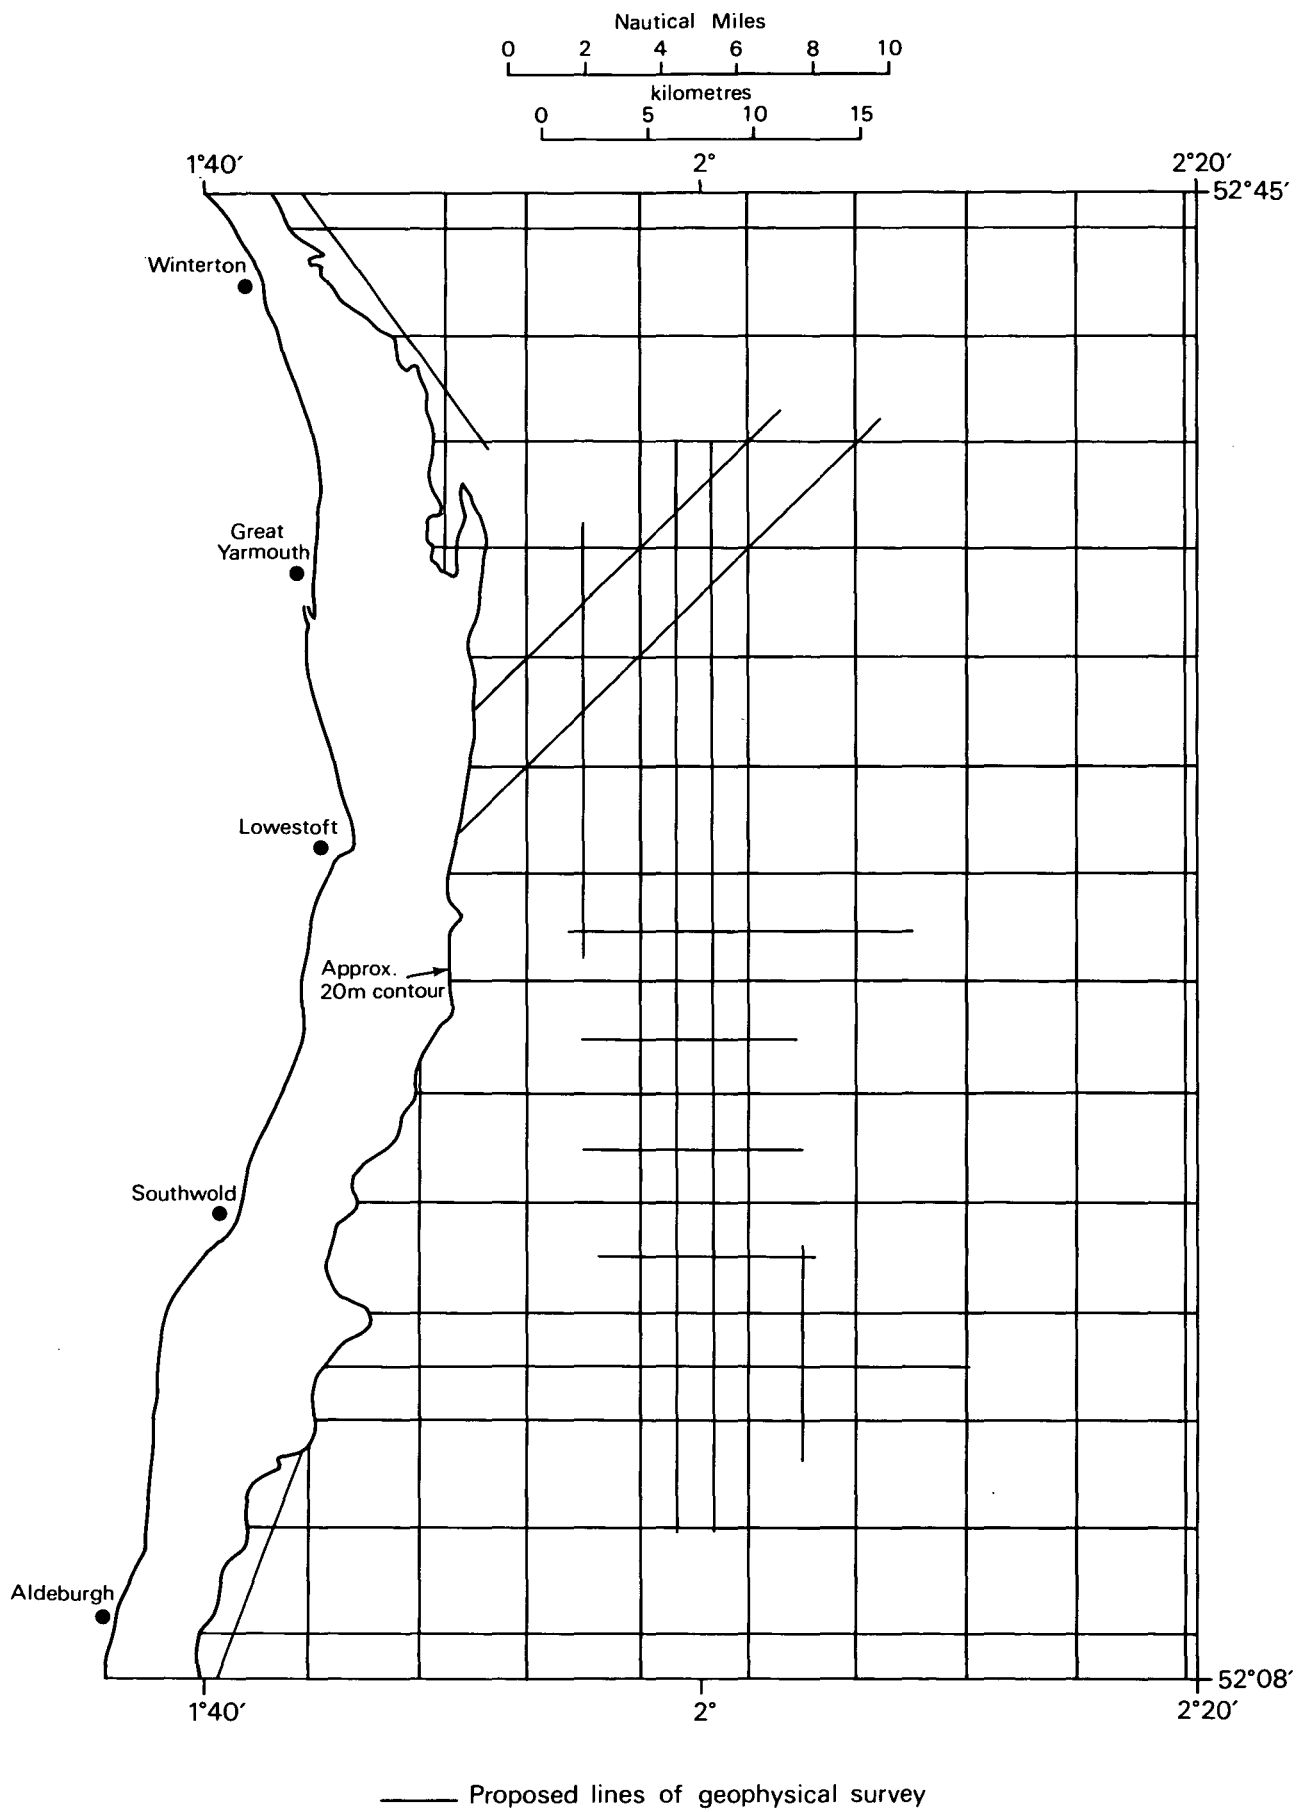 Nautical Miles
0 2 4 6 8 10
kilometres
0 5 10 15
1°40′ 2° 2°20′
52°45′
Winterton
Great
Yarmouth
Lowestoft
Approx.
20m contour
Southwold
Aldeburgh
52°08′
1°40′ 2° 2°20′
Proposed lines of geophysical survey